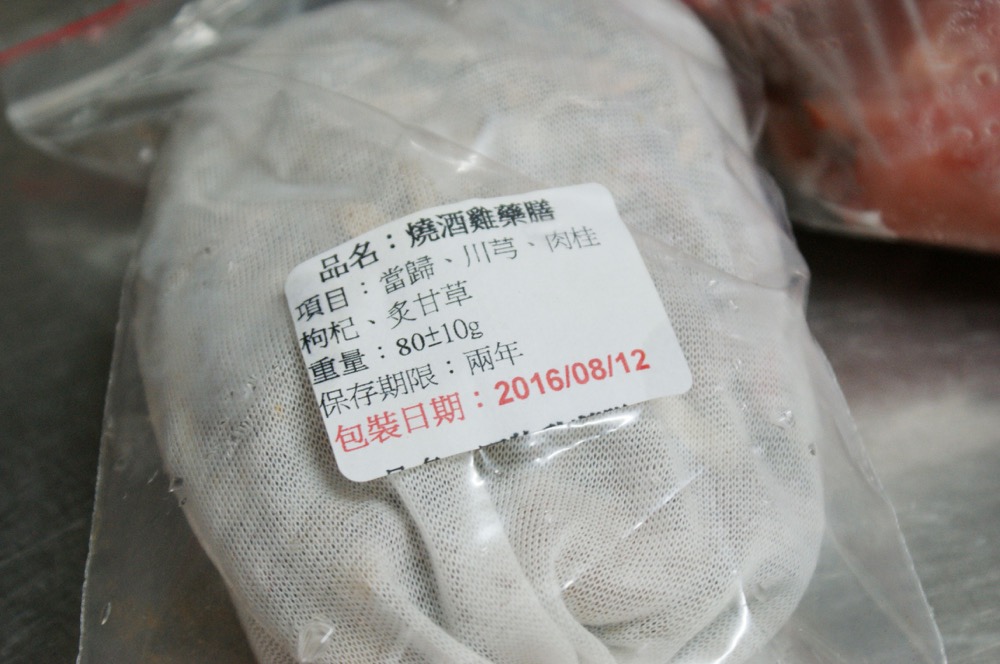 品名：燒酒雞藥膳
項目：當歸、川芎、肉桂
枸杞、炙甘草
重量：80±10g
保存期限：兩年
包裝日期：2016/08/12